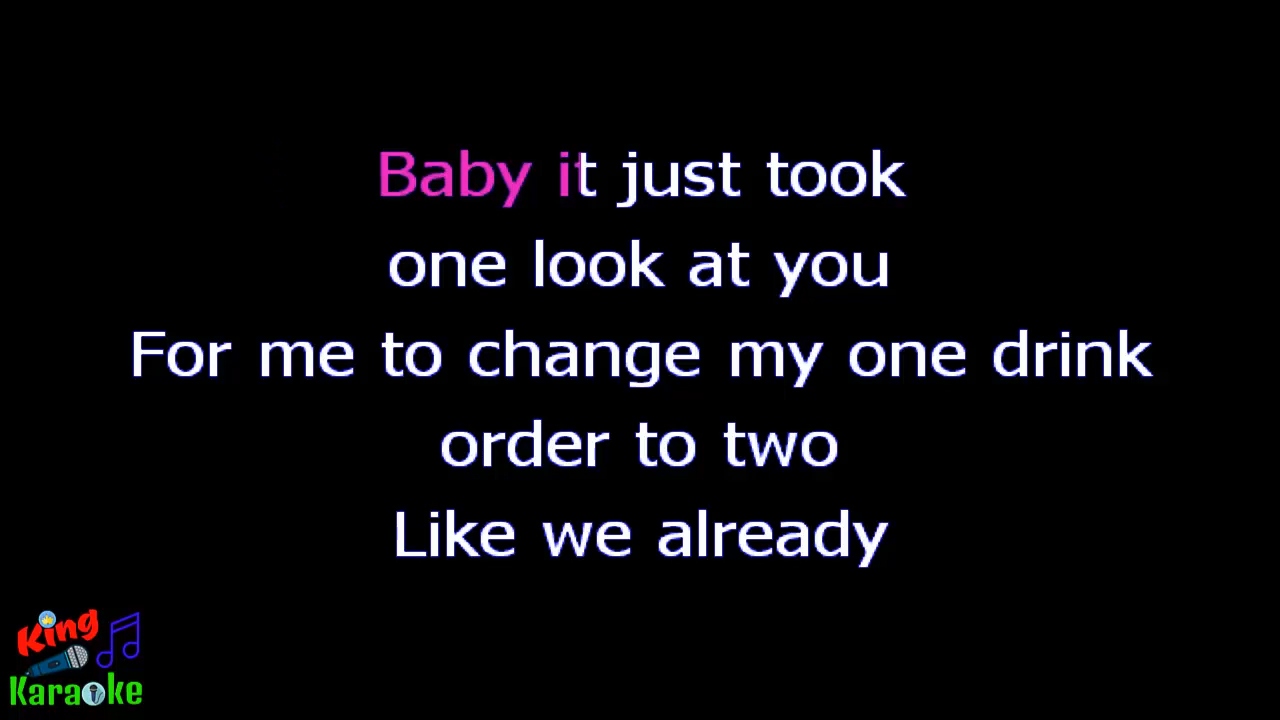 Baby it just took
one look at you
For me to change my one drink
order to two
Like we already
King
Karaoke